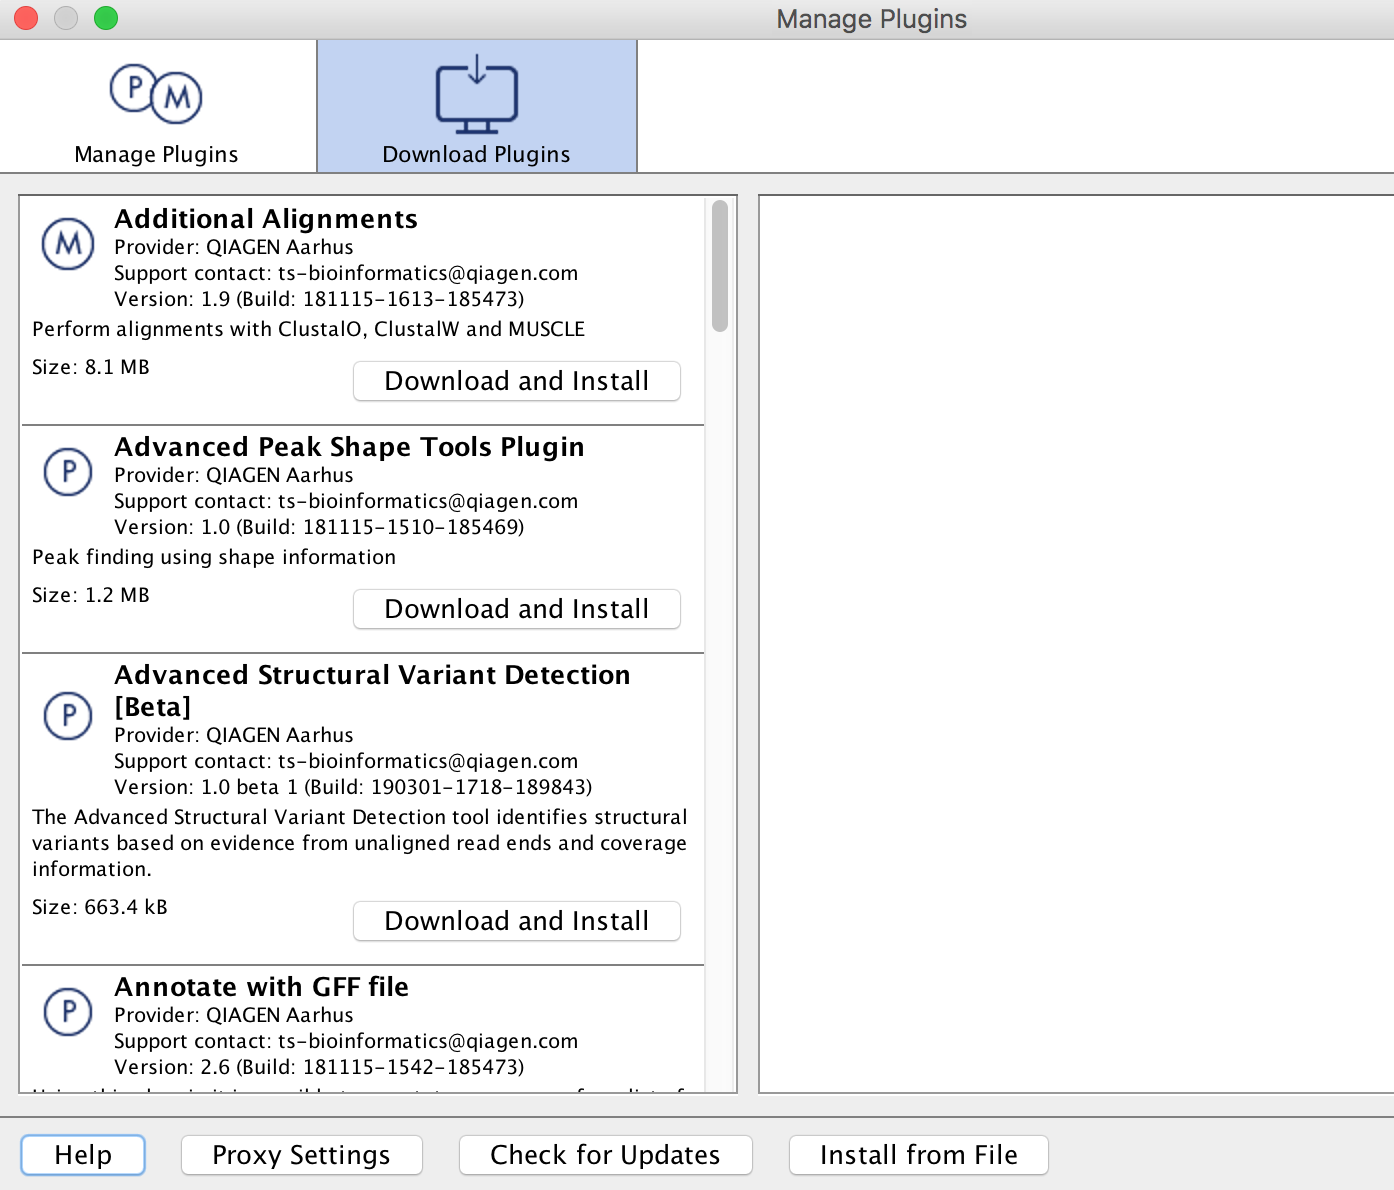 Manage Plugins
P M
Manage Plugins
Download Plugins
M
Additional Alignments
Provider: QIAGEN Aarhus
Support contact: ts-bioinformatics@qiagen.com
Version: 1.9 (Build: 181115-1613-185473)
Perform alignments with ClustalO, ClustalW and MUSCLE
Size: 8.1 MB
Download and Install
P
Advanced Peak Shape Tools Plugin
Provider: QIAGEN Aarhus
Support contact: ts-bioinformatics@qiagen.com
Version: 1.0 (Build: 181115-1510-185469)
Peak finding using shape information
Size: 1.2 MB
Download and Install
P
Advanced Structural Variant Detection
[Beta]
Provider: QIAGEN Aarhus
Support contact: ts-bioinformatics@qiagen.com
Version: 1.0 beta 1 (Build: 190301-1718-189843)
The Advanced Structural Variant Detection tool identifies structural
variants based on evidence from unaligned read ends and coverage
information.
Size: 663.4 kB
Download and Install
P
Annotate with GFF file
Provider: QIAGEN Aarhus
Support contact: ts-bioinformatics@qiagen.com
Version: 2.6 (Build: 181115-1542-185473)
Help
Proxy Settings
Check for Updates
Install from File